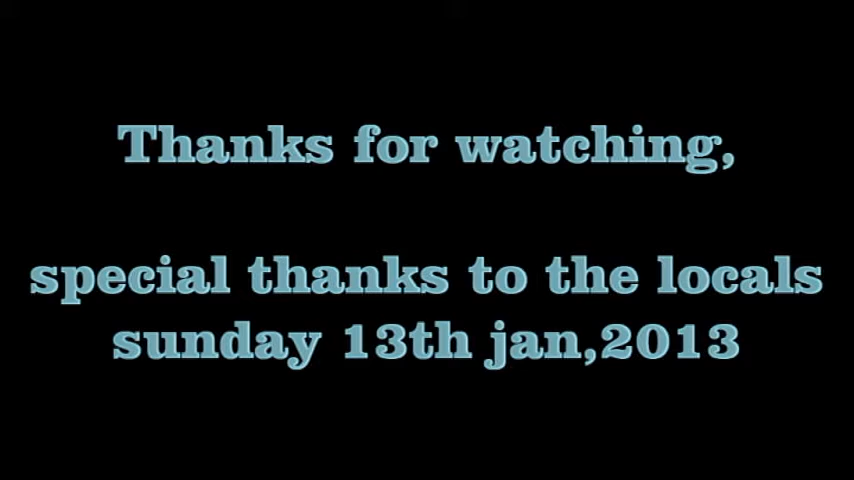 Thanks for watching,
special thanks to the locals
sunday 13th jan,2013